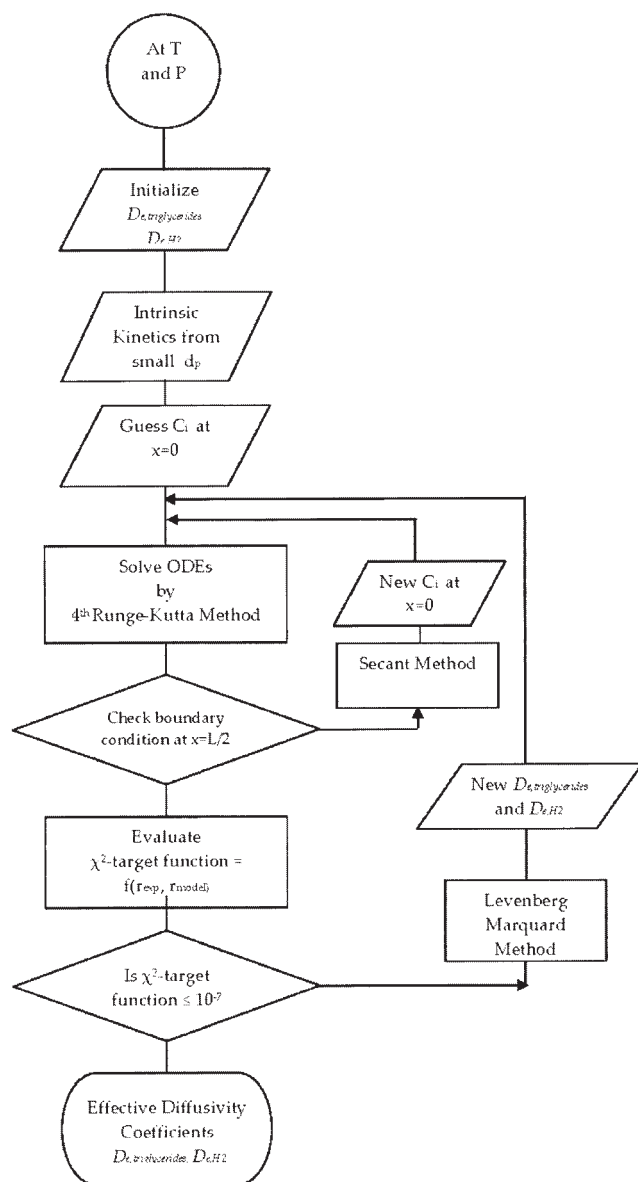 At T
and P
Initialize
De,triglycerides
De,H2
Intrinsic
Kinetics from
small dp
Guess Ci at
x=0
Solve ODEs
by
4th Runge-Kutta Method
New Ci at
x=0
Secant Method
Check boundary
condition at x=L/2
New De,triglycerides
and De,H2
Evaluate
χ²-target function =
f(rexp, rmodel)
Levenberg
Marquard
Method
Is χ²-target
function ≤ 10⁻⁷
Effective Diffusivity
Coefficients
De,triglycerides, De,H2